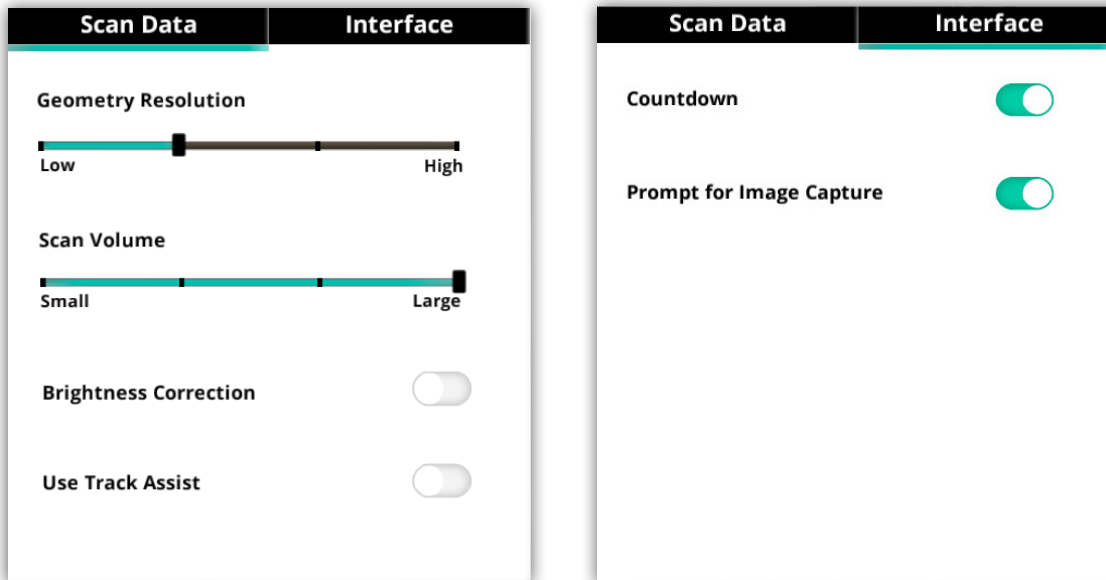 Scan Data Interface
Geometry Resolution
Low High
Scan Volume
Small Large
Brightness Correction
Use Track Assist
Scan Data Interface
Countdown
Prompt for Image Capture